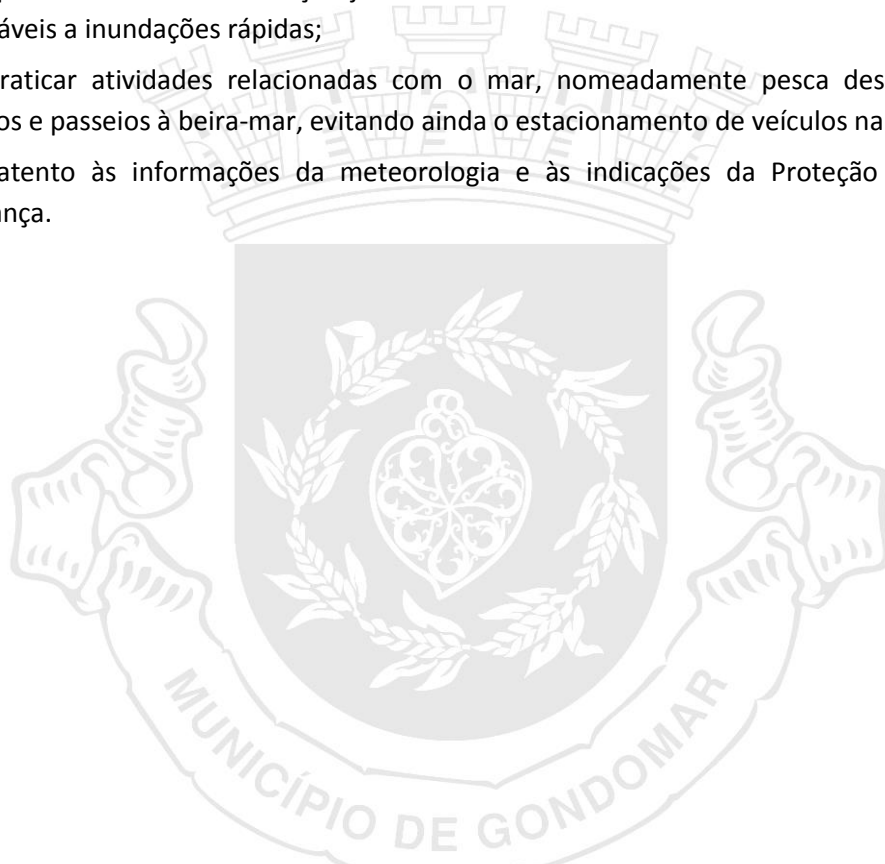 áveis a inundações rápidas;
raticar atividades relacionadas com o mar, nomeadamente pesca des
os e passeios à beira-mar, evitando ainda o estacionamento de veículos na
atento às informações da meteorologia e às indicações da Proteção
nça.
MUNICÍPIO DE GONDOMAR